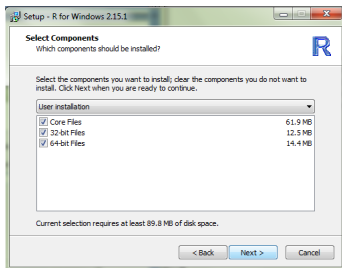 Setup - R for Windows 2.15.1
Select Components
Which components should be installed?
R
Select the components you want to install; clear the components you do not want to
install. Click Next when you are ready to continue.
User installation
Core Files 61.9 MB
32-bit Files 12.5 MB
64-bit Files 14.4 MB
Current selection requires at least 89.8 MB of disk space.
< Back Next > Cancel